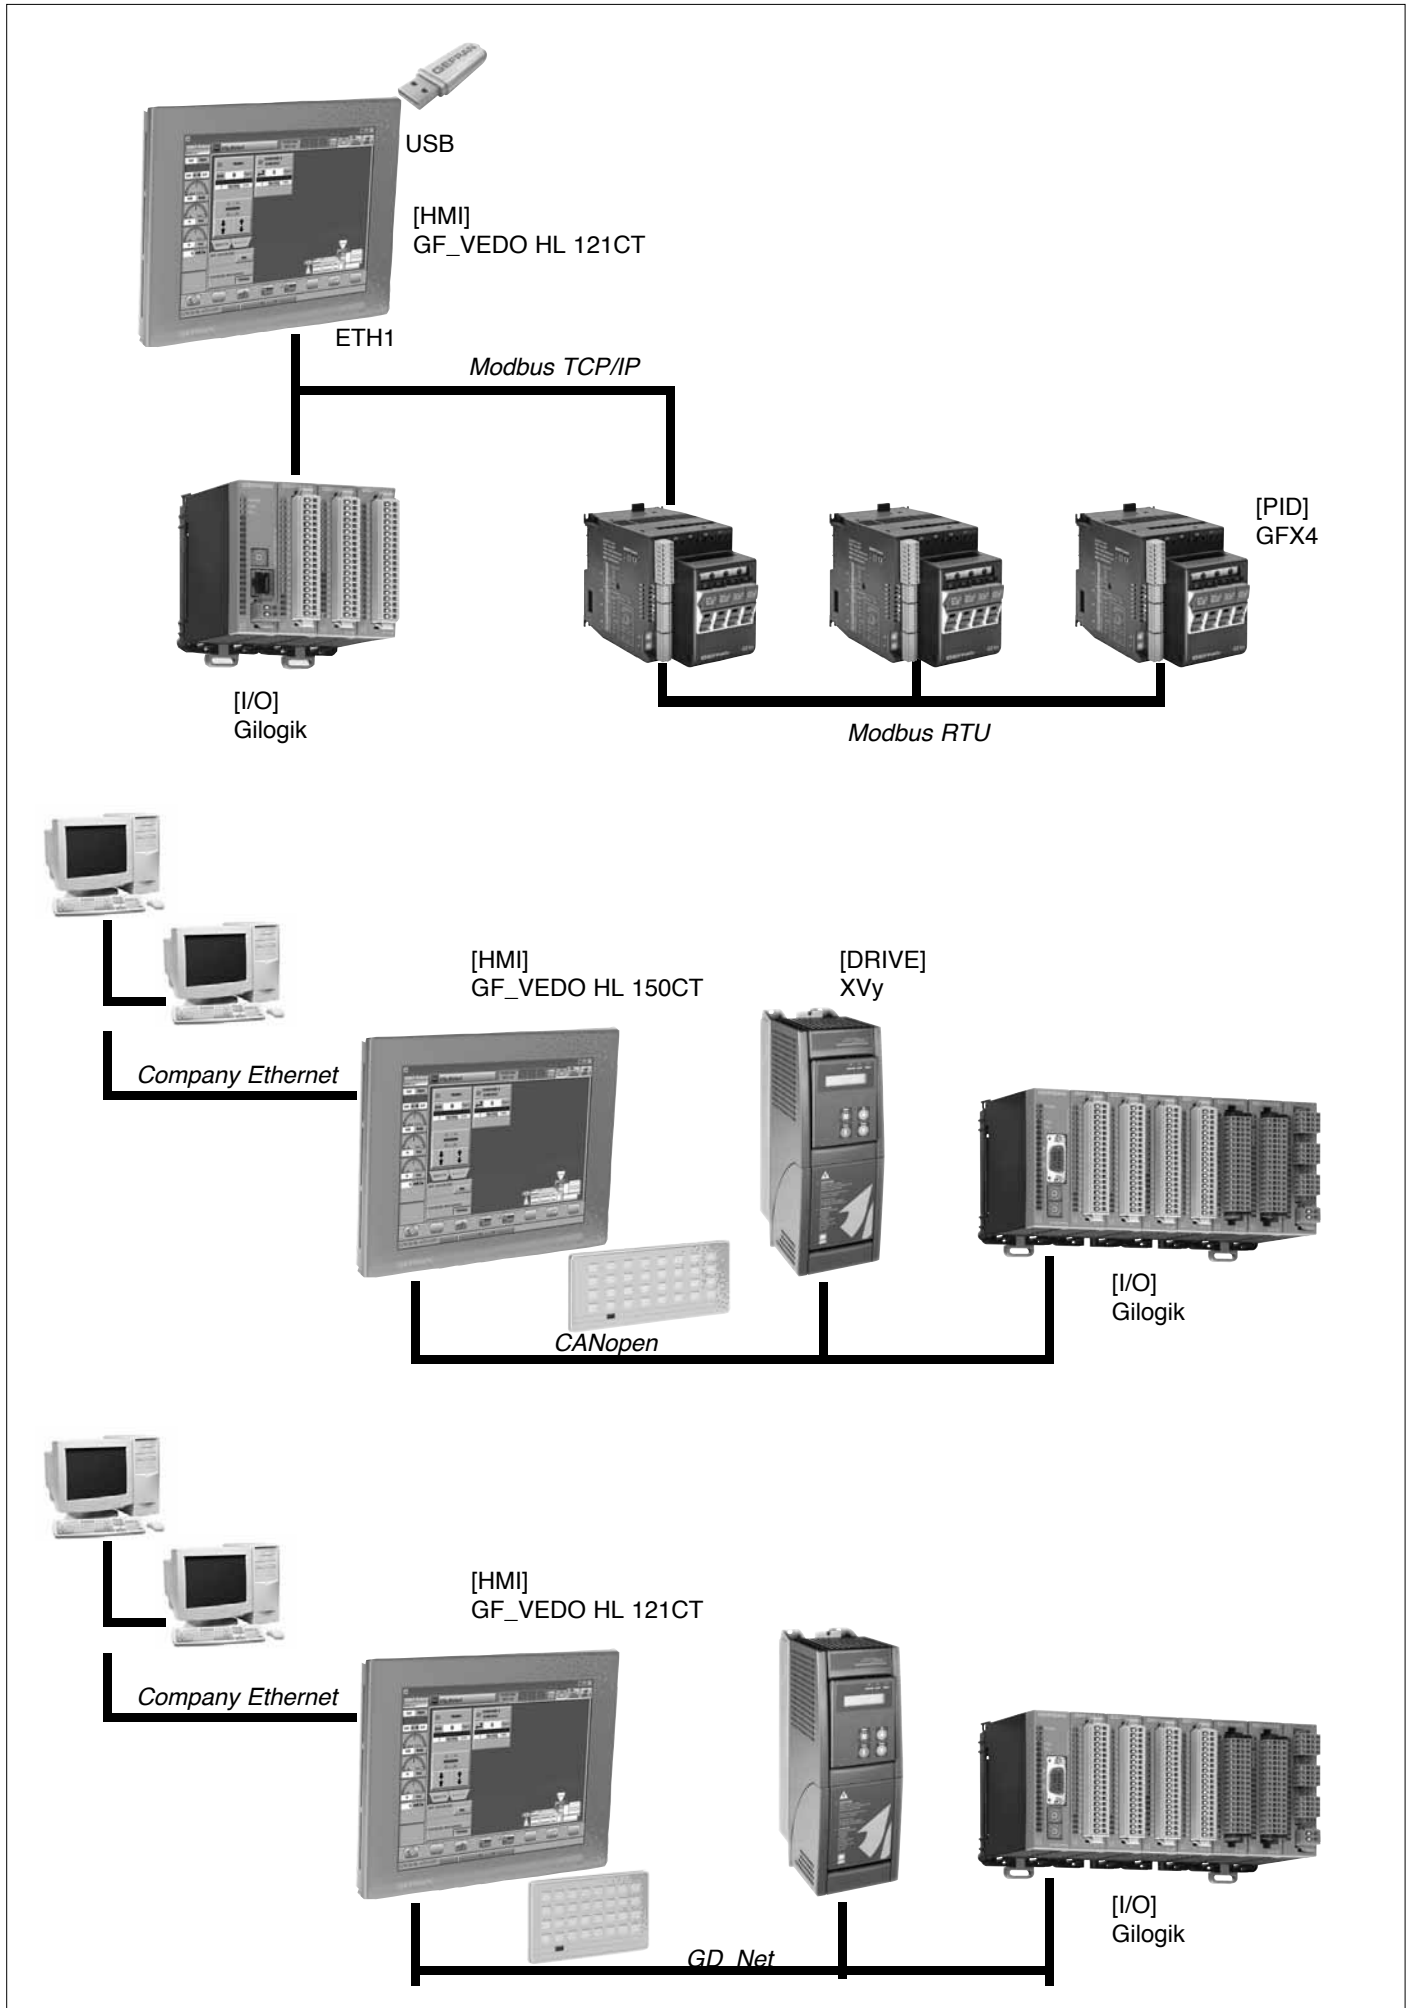 GEFRAN
USB
[HMI]
GF_VEDO HL 121CT
ETH1
Modbus TCP/IP
[PID]
GFX4
[I/O]
Gilogik
Modbus RTU
[HMI]
GF_VEDO HL 150CT
[DRIVE]
XVy
Company Ethernet
[I/O]
Gilogik
CANopen
[HMI]
GF_VEDO HL 121CT
Company Ethernet
[I/O]
Gilogik
GD_Net